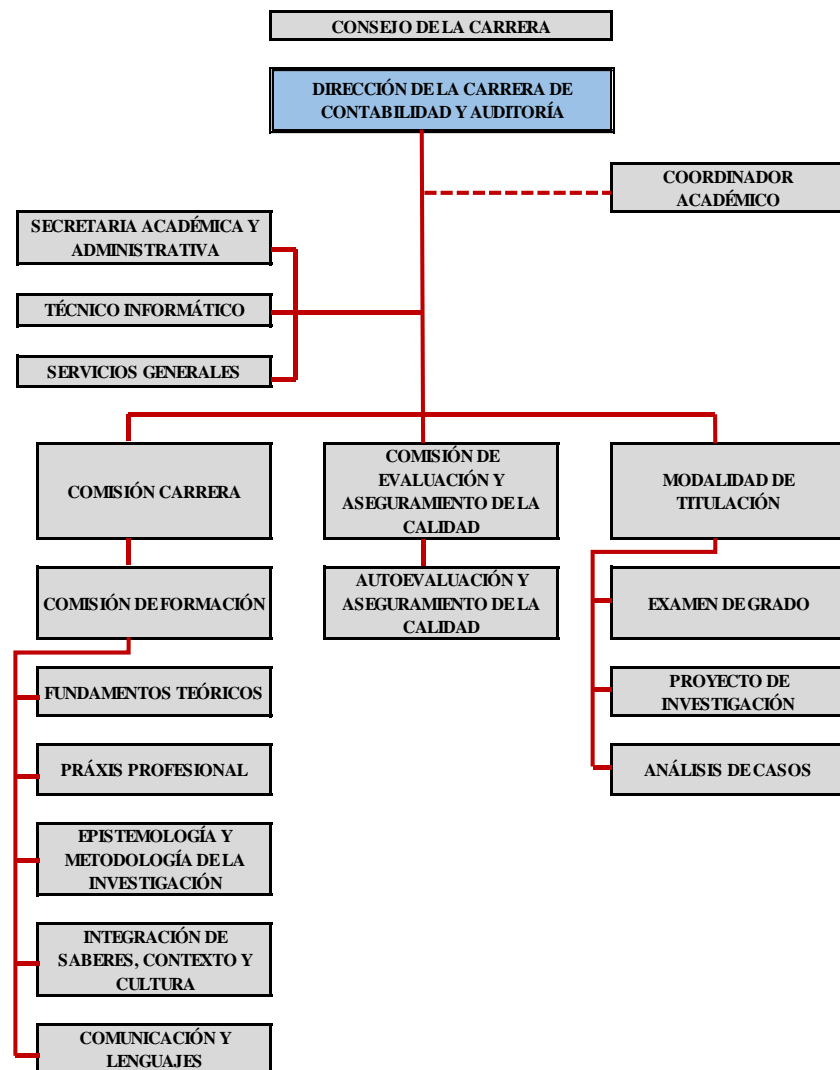 CONSEJO DE LA CARRERA
DIRECCIÓN DE LA CARRERA DE
CONTABILIDAD Y AUDITORÍA
COORDINADOR
ACADÉMICO
SECRETARIA ACADÉMICA Y
ADMINISTRATIVA
TÉCNICO INFORMÁTICO
SERVICIOS GENERALES
COMISIÓN CARRERA
COMISIÓN DE
EVALUACIÓN Y
ASEGURAMIENTO DE LA
CALIDAD
MODALIDAD DE
TITULACIÓN
COMISIÓN DE FORMACIÓN
AUTOEVALUACIÓN Y
ASEGURAMIENTO DE LA
CALIDAD
EXAMEN DE GRADO
FUNDAMENTOS TEÓRICOS
PROYECTO DE
INVESTIGACIÓN
PRÁXIS PROFESIONAL
ANÁLISIS DE CASOS
EPISTEMOLOGÍA Y
METODOLOGÍA DE LA
INVESTIGACIÓN
INTEGRACIÓN DE
SABERES, CONTEXTO Y
CULTURA
COMUNICACIÓN Y
LENGUAJES